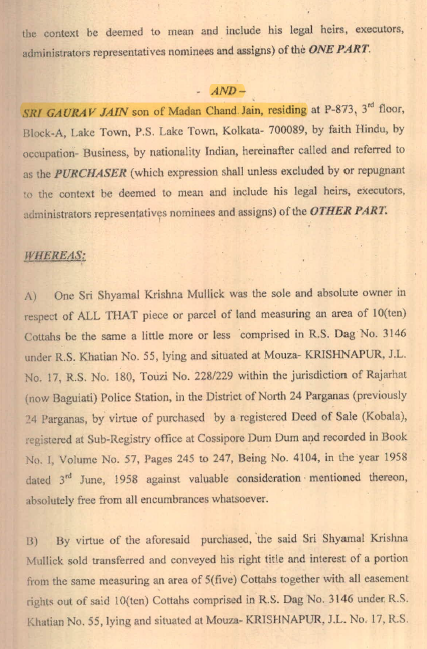 the context be deemed to mean and include his legal heirs, executors,
administrators representatives nominees and assigns) of the ONE PART.
- AND –
SRI GAURAV JAIN son of Madan Chand Jain, residing at P-873, 3rd floor,
Block-A, Lake Town, P.S. Lake Town, Kolkata- 700089, by faith Hindu, by
occupation- Business, by nationality Indian, hereinafter called and referred to
as the PURCHASER (which expression shall unless excluded by or repugnant
to the context be deemed to mean and include his legal heirs, executors,
administrators representatives nominees and assigns) of the OTHER PART.
WHEREAS:
A) One Sri Shyamal Krishna Mullick was the sole and absolute owner in
respect of ALL THAT piece or parcel of land measuring an area of 10(ten)
Cottahs be the same a little more or less comprised in R.S. Dag No. 3146
under R.S. Khatian No. 55, lying and situated at Mouza- KRISHNAPUR, J.L.
No. 17, R.S. No. 180, Touzi No. 228/229 within the jurisdiction of Rajarhat
(now Baguiati) Police Station, in the District of North 24 Parganas (previously
24 Parganas, by virtue of purchased by a registered Deed of Sale (Kobala),
registered at Sub-Registry office at Cossipore Dum Dum and recorded in Book
No. I, Volume No. 57, Pages 245 to 247, Being No. 4104, in the year 1958
dated 3rd June, 1958 against valuable consideration mentioned thereon,
absolutely free from all encumbrances whatsoever.
B) By virtue of the aforesaid purchased, the said Sri Shyamal Krishna
Mullick sold transferred and conveyed his right title and interest of a portion
from the same measuring an area of 5(five) Cottahs together with all easement
rights out of said 10(ten) Cottahs comprised in R.S. Dag No. 3146 under R.S.
Khatian No. 55, lying and situated at Mouza- KRISHNAPUR, J.L. No. 17, R.S.